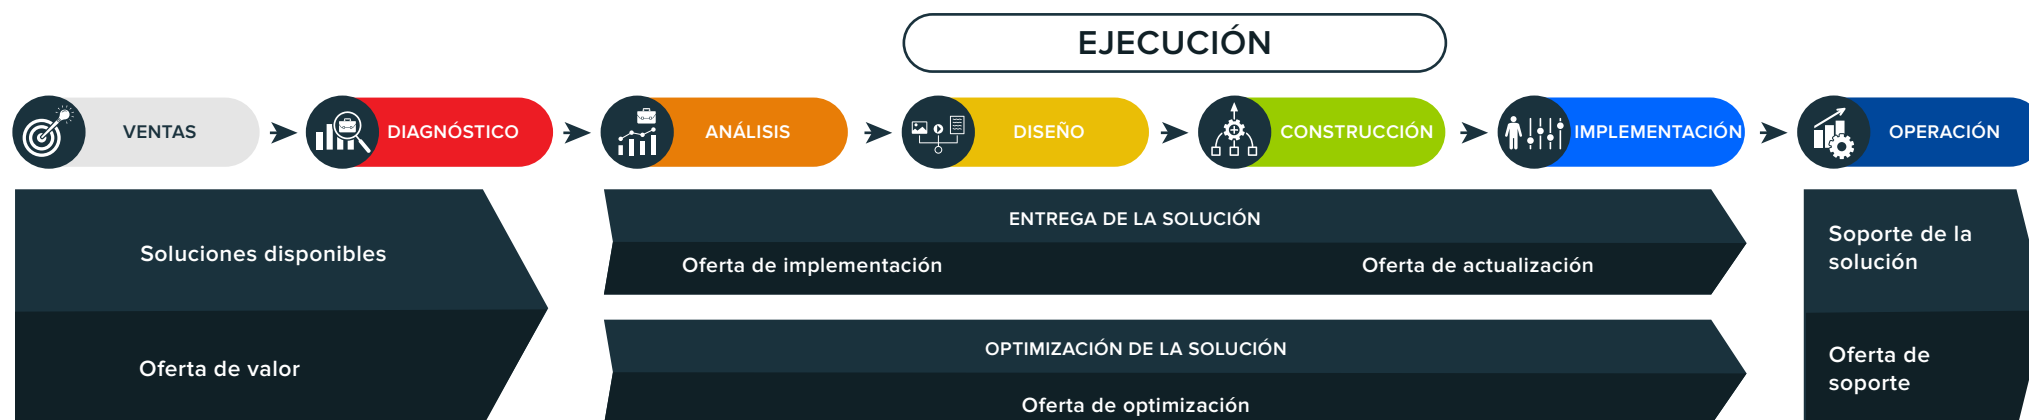 EJECUCIÓN
VENTAS
DIAGNÓSTICO
ANÁLISIS
DISEÑO
CONSTRUCCIÓN
IMPLEMENTACIÓN
OPERACIÓN
Soluciones disponibles
Oferta de valor
ENTREGA DE LA SOLUCIÓN
Oferta de implementación
Oferta de actualización
OPTIMIZACIÓN DE LA SOLUCIÓN
Oferta de optimización
Soporte de la
solución
Oferta de
soporte